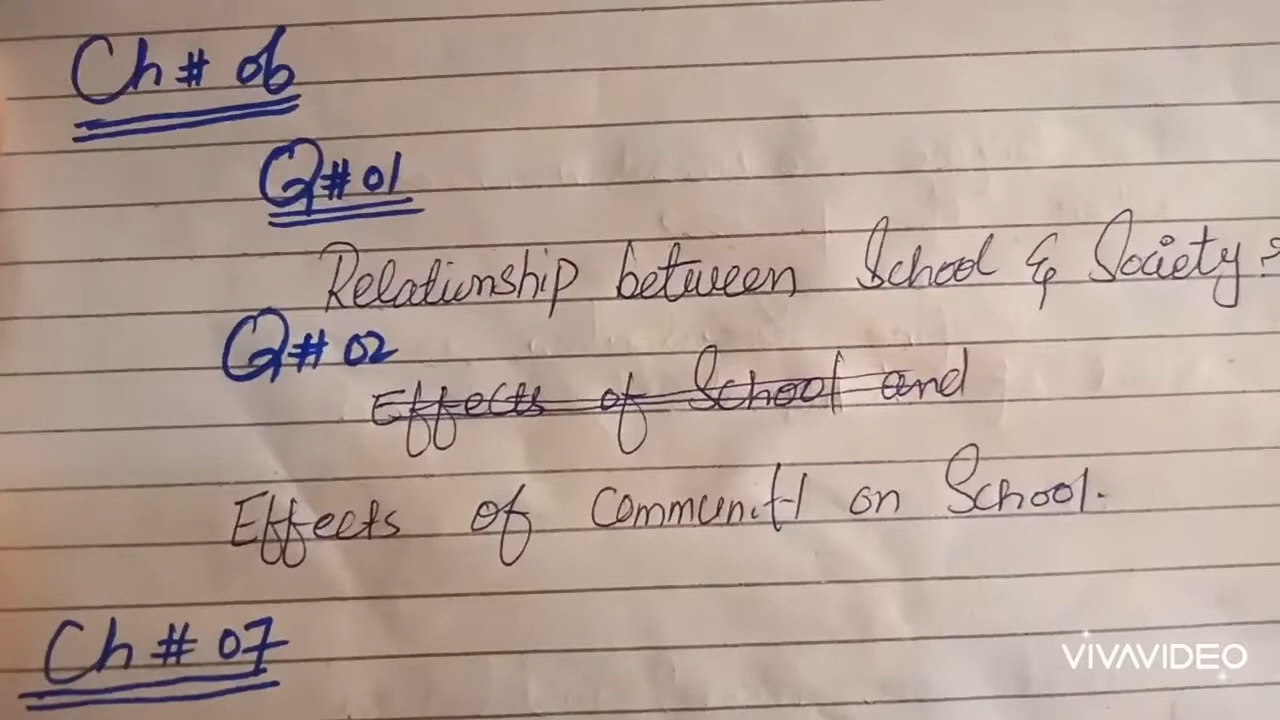 Ch # 06
Q # 01
Relationship between School & Society:
Q # 02
Effects of School and
Effects of Communiti on School.
Ch # 07
VIVAVIDEO